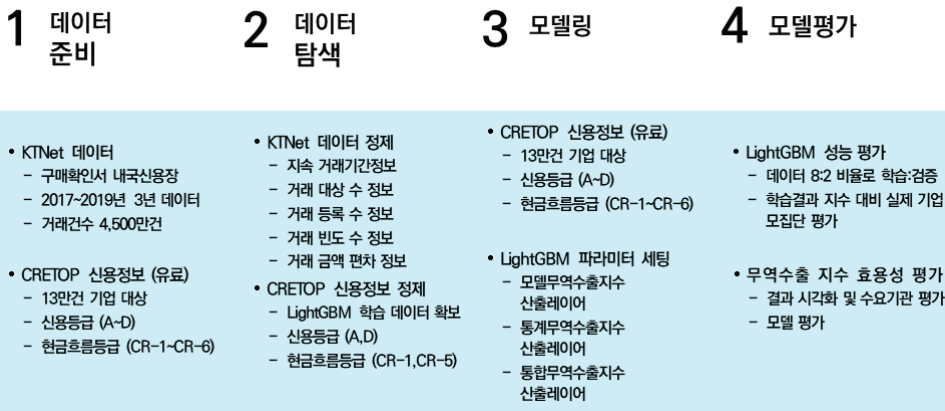 1 데이터
준비
• KTNet 데이터
- 구매확인서 내국신용장
- 2017~2019년 3년 데이터
- 거래건수 4,500만건
• CRETOP 신용정보 (유료)
- 13만건 기업 대상
- 신용등급 (A~D)
- 현금흐름등급 (CR-1~CR-6)
2 데이터
탐색
• KTNet 데이터 정제
- 지속 거래기간정보
- 거래 대상 수 정보
- 거래 등록 수 정보
- 거래 빈도 수 정보
- 거래 금액 편차 정보
• CRETOP 신용정보 정제
- LightGBM 학습 데이터 확보
- 신용등급 (A,D)
- 현금흐름등급 (CR-1,CR-5)
3 모델링
• CRETOP 신용정보 (유료)
- 13만건 기업 대상
- 신용등급 (A~D)
- 현금흐름등급 (CR-1~CR-6)
• LightGBM 파라미터 세팅
- 모델무역수출지수
산출레이어
- 통계무역수출지수
산출레이어
- 통합무역수출지수
산출레이어
4 모델평가
• LightGBM 성능 평가
- 데이터 8:2 비율로 학습:검증
- 학습결과 지수 대비 실제 기업
모집단 평가
• 무역수출 지수 효용성 평가
- 결과 시각화 및 수요기관 평가
- 모델 평가